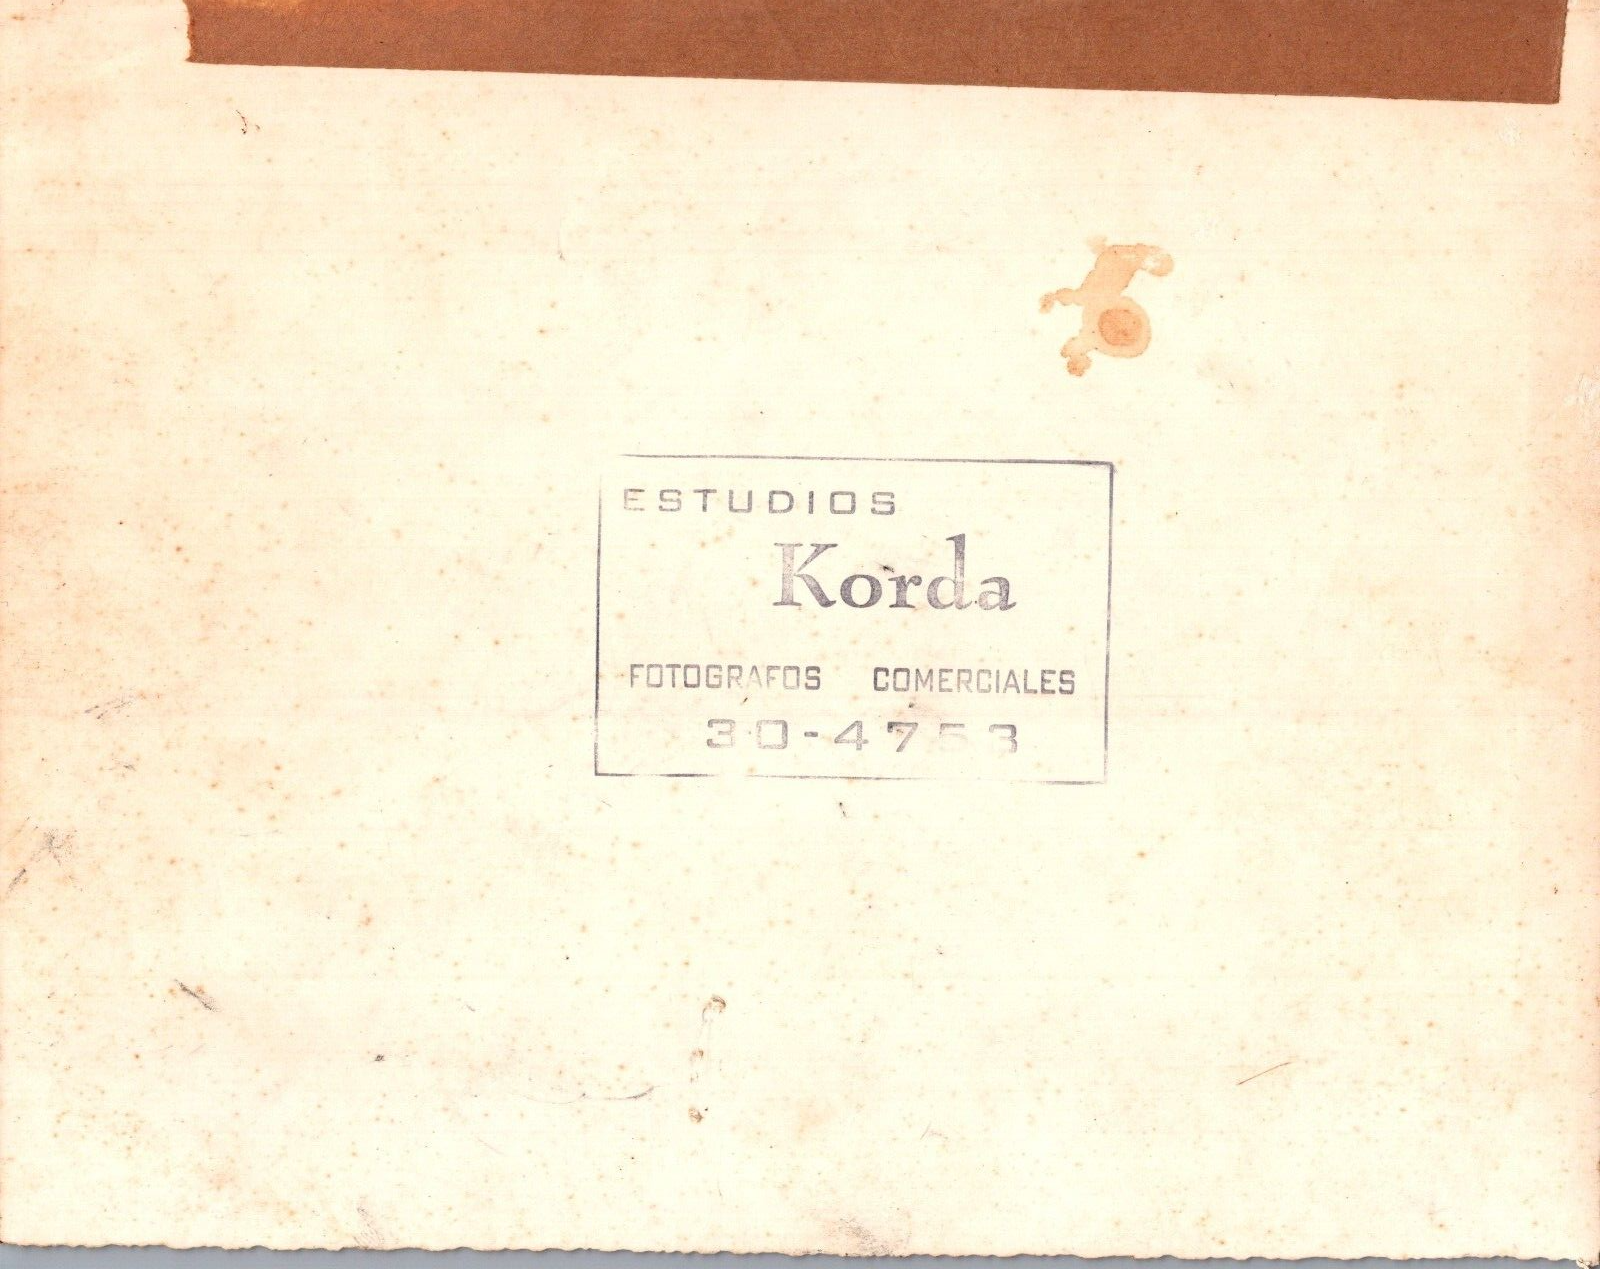 ESTUDIOS
Korda
FOTOGRAFOS COMERCIALES
30-4753